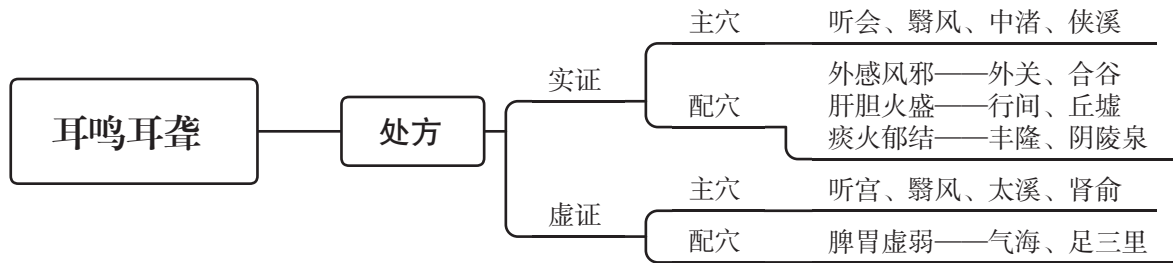 耳鸣耳聋
处方
实证
主穴
听会、翳风、中渚、侠溪
配穴
外感风邪——外关、合谷
肝胆火盛——行间、丘墟
痰火郁结——丰隆、阴陵泉
虚证
主穴
听宫、翳风、太溪、肾俞
配穴
脾胃虚弱——气海、足三里